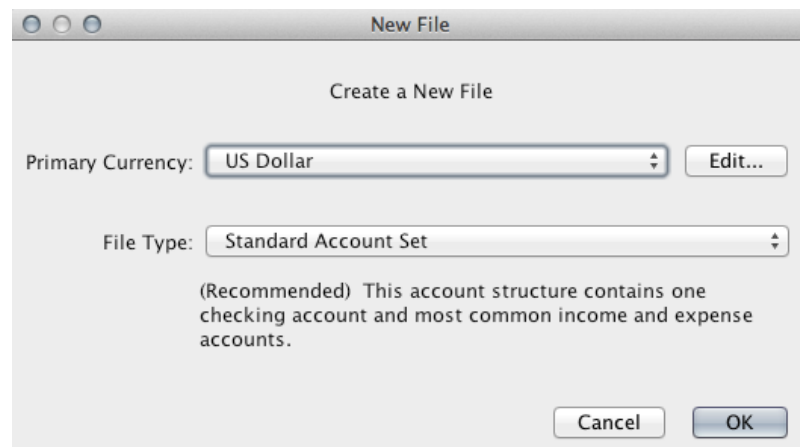 New File
Create a New File
Primary Currency: US Dollar Edit...
File Type: Standard Account Set
(Recommended) This account structure contains one
checking account and most common income and expense
accounts.
Cancel OK